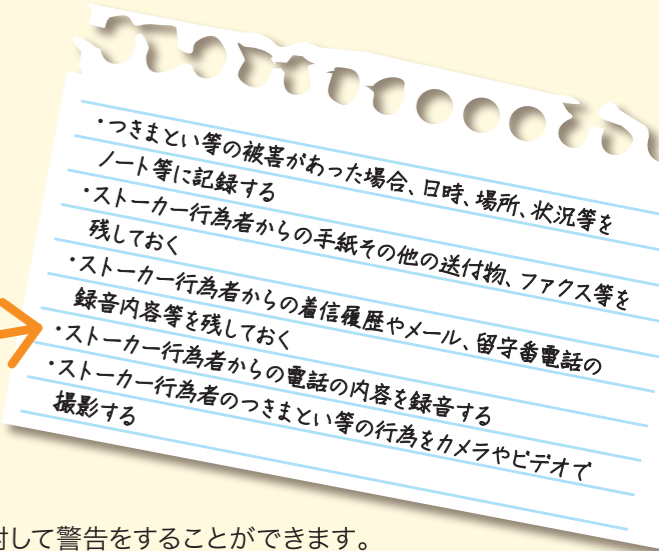 ・つきまとい等の被害があった場合、日時、場所、状況等を
ノート等に記録する
・ストーカー行為者からの手紙その他の送付物、ファクス等を
残しておく
・ストーカー行為者からの着信履歴やメール、留守番電話の
録音内容等を残しておく
・ストーカー行為者からの電話の内容を録音する
・ストーカー行為者のつきまとい等の行為をカメラやビデオで
撮影する
して警告をすることができます。